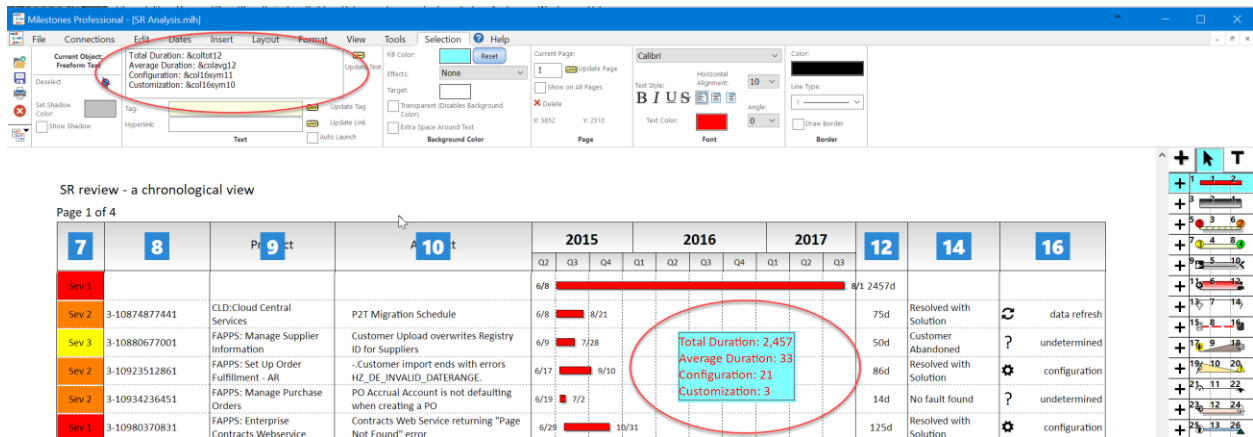 Milestones Professional - [SR Analysis.mlh]
File Connections Edit Dates Insert Layout Format View Tools Selection Help
Current Object:
Freeform Text
Deselect
Set Shadow
Color:
Show Shadow
Total Duration: &coltot12
Average Duration: &colavg12
Configuration: &col16sym11
Customization: &col16sym10
Update Text
Tag:
Update Tag
Hyperlink:
Update Link
Auto Launch
Text
Fill Color:
Reset
Effects:
None
Target:
Transparent (Disables Background
Color)
Extra Space Around Text
Background Color
Current Page:
1
Update Page
Show on All Pages
Delete
X: 5852 Y: 2510
Page
Calibri
Text Style:
Horizontal
Alignment:
10
B I U S
Angle:
Text Color:
0
Font
Color:
Line Type:
1
Draw Border
Border
SR review - a chronological view
Page 1 of 4
7 8 9 10 2015 2016 2017 12 14 16
Q2 Q3 Q4 Q1 Q2 Q3 Q4 Q1 Q2 Q3
Sev 1 6/8 8/1 2457d
Sev 2 3-10874877441 CLD:Cloud Central
Services P2T Migration Schedule 6/8 8/21 75d Resolved with
Solution data refresh
Sev 3 3-10880677001 FAPPS: Manage Supplier
Information Customer Upload overwrites Registry
ID for Suppliers 6/9 7/28 50d Customer
Abandoned ? undetermined
Sev 2 3-10923512861 FAPPS: Set Up Order
Fulfillment - AR -.Customer import ends with errors
HZ_DE_INVALID_DATERANGE. 6/17 9/10 86d Resolved with
Solution configuration
Sev 2 3-10934236451 FAPPS: Manage Purchase
Orders PO Accrual Account is not defaulting
when creating a PO 6/19 7/2 14d No fault found ? undetermined
Sev 1 3-10980370831 FAPPS: Enterprise
Contracts Webservice Contracts Web Service returning "Page
Not Found" error 6/29 10/31 125d Resolved with
Solution configuration
Total Duration: 2,457
Average Duration: 33
Configuration: 21
Customization: 3